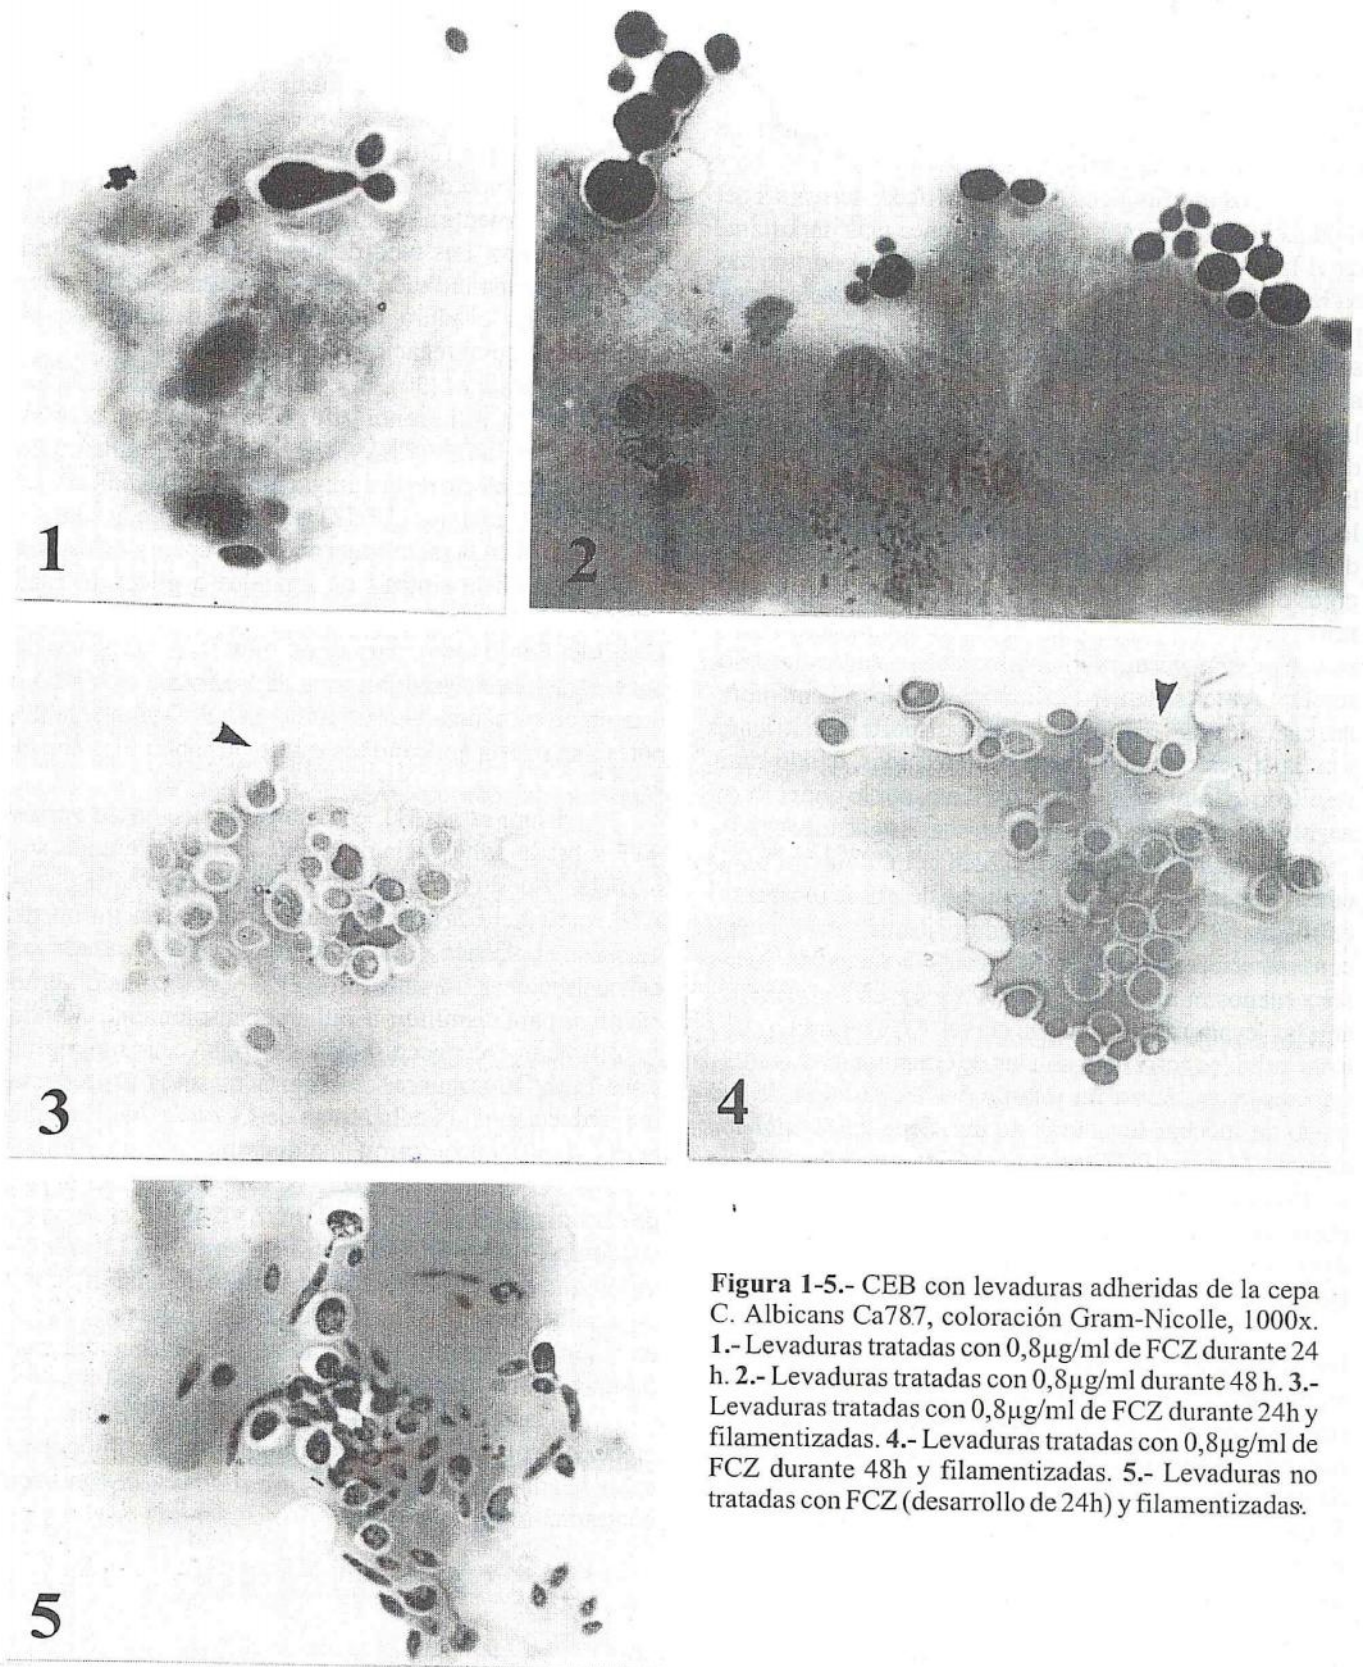 1
2
3
4
5
Figura 1-5.- CEB con levaduras adheridas de la cepa
C. Albicans Ca787, coloración Gram-Nicolle, 1000x.
1.- Levaduras tratadas con 0,8µg/ml de FCZ durante 24
h. 2.- Levaduras tratadas con 0,8µg/ml durante 48 h. 3.-
Levaduras tratadas con 0,8µg/ml de FCZ durante 24h y
filamentizadas. 4.- Levaduras tratadas con 0,8µg/ml de
FCZ durante 48h y filamentizadas. 5.- Levaduras no
tratadas con FCZ (desarrollo de 24h) y filamentizadas.